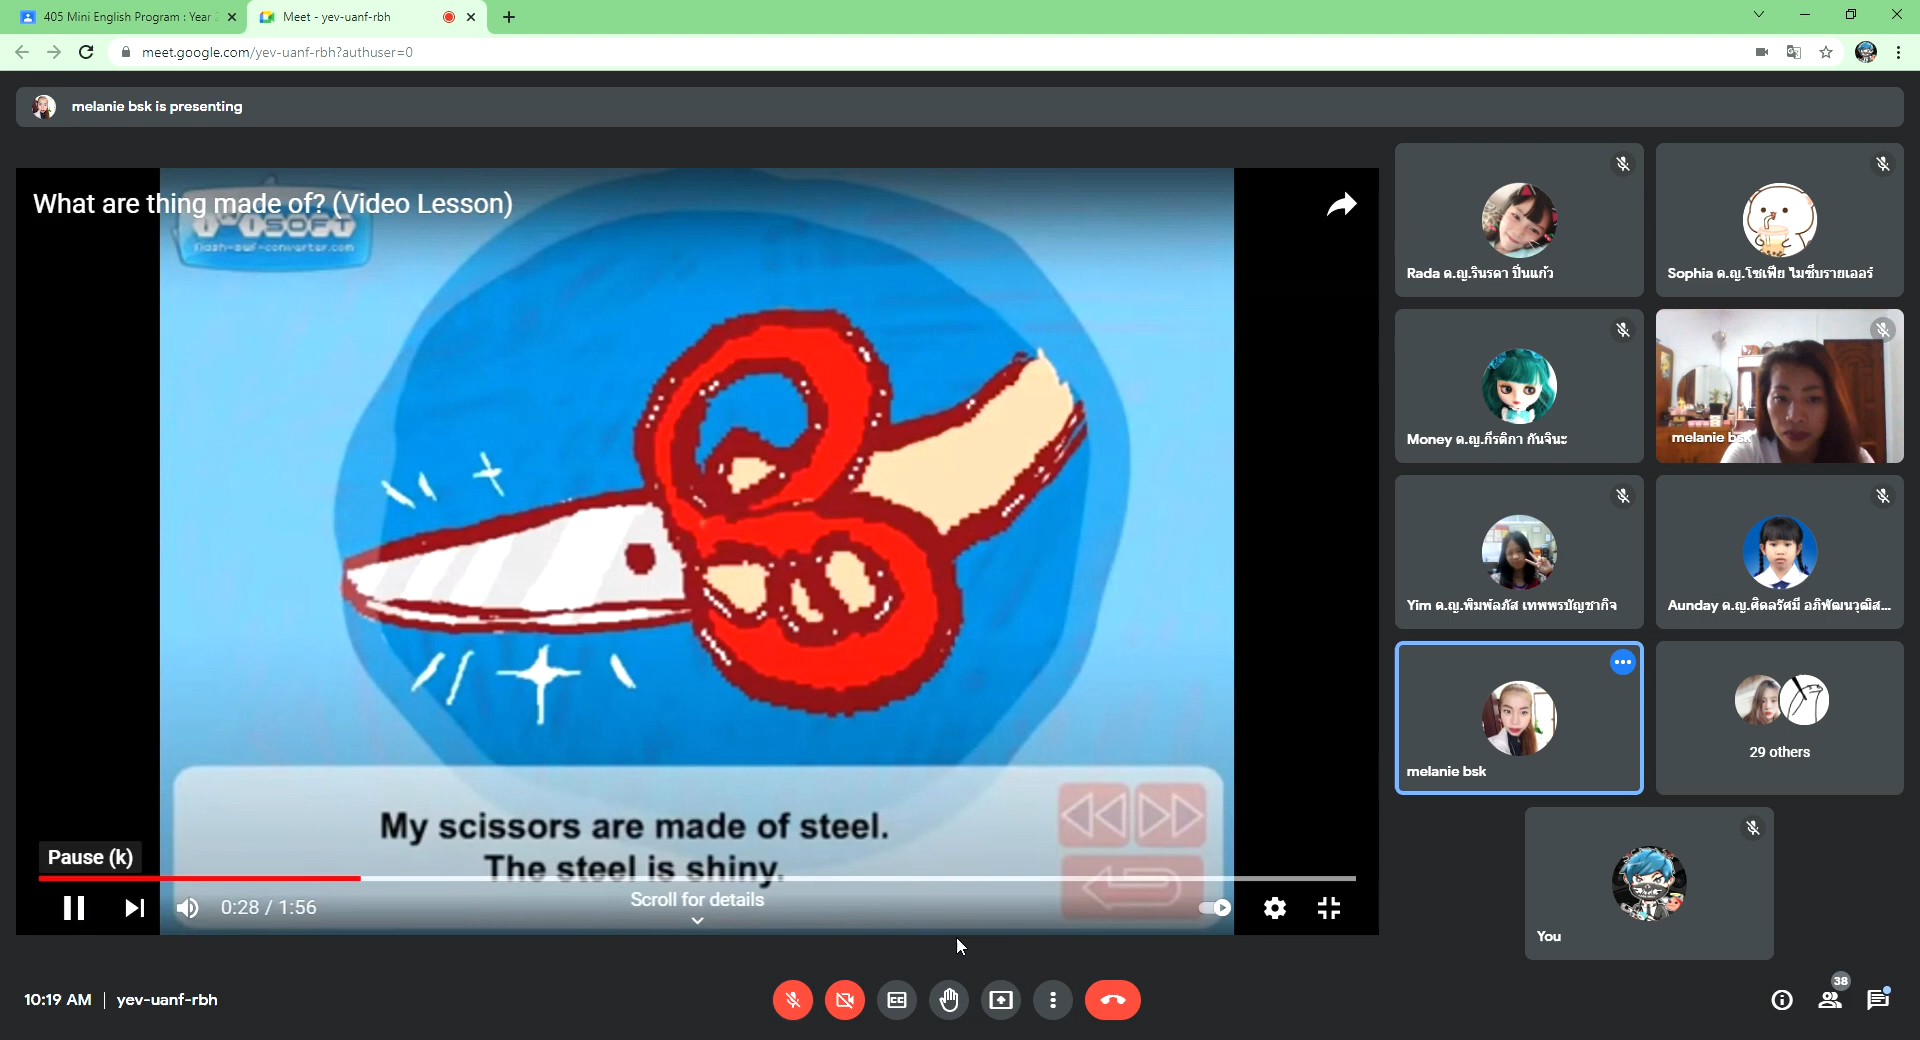 405 Mini English Program : Year
Meet - yev-uanf-rbh
meet.google.com/yev-uanf-rbh?authuser=0
melanie bsk is presenting
What are thing made of? (Video Lesson)
flash-swf-converter.com
My scissors are made of steel.
The steel is shiny.
Pause (k)
0:28 / 1:56
Scroll for details
Rada ด.ญ.รินรดา ปิ่นแก้ว
Sophia ด.ญ.โซเฟีย ไมซ์บรายเออร์
Money ด.ญ.กีรติกา กันจินะ
melanie bsk
Yim ด.ญ.พิมพ์ลภัส เทพพรบัญชากิจ
Aunday ด.ญ.ศิตลรัศมิ์ อภิพัฒนวุฒิส...
melanie bsk
29 others
You
10:19 AM | yev-uanf-rbh
38